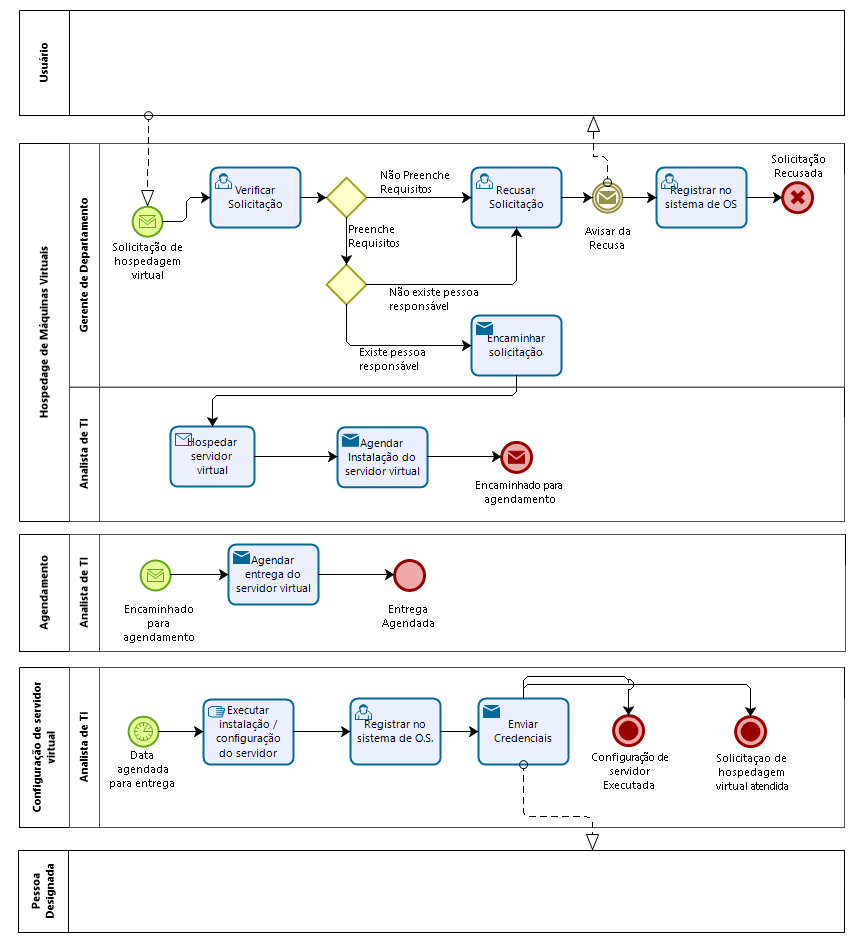 Usuário
Hospedage de Máquinas Virtuais
Gerente de Departamento
Solicitação de
hospedagem
virtual
Verificar
Solicitação
Não Preenche
Requisitos
Preenche
Requisitos
Recusar
Solicitação
Avisar da
Recusa
Registrar no
sistema de OS
Solicitação
Recusada
Não existe pessoa
responsável
Existe pessoa
responsável
Encaminhar
solicitação
Analista de TI
Hospedar
servidor
virtual
Agendar
Instalação do
servidor virtual
Encaminhado para
agendamento
Agendamento
Analista de TI
Encaminhado
para
agendamento
Agendar
entrega do
servidor virtual
Entrega
Agendada
Configuração de servidor
virtual
Analista de TI
Data
agendada
para entrega
Executar
instalação /
configuração
do servidor
Registrar no
sistema de O.S.
Enviar
Credenciais
Configuração de
servidor
Executada
Solicitaçao de
hospedagem
virtual atendida
Pessoa
Designada